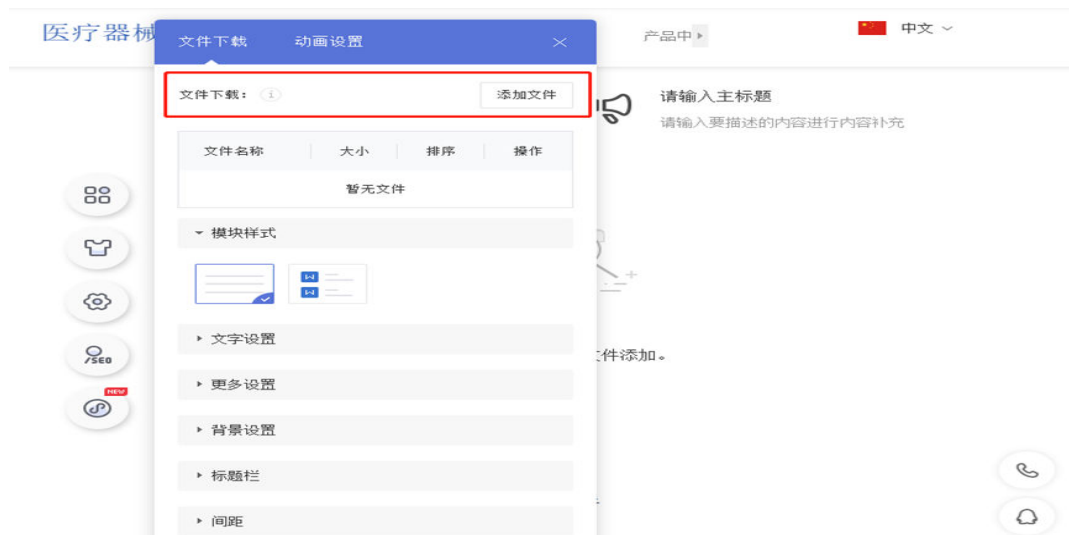 医疗器械
文件下载 动画设置
产品中
中文
文件下载： 添加文件
请输入主标题
请输入要描述的内容进行内容补充
文件名称 大小 排序 操作
暂无文件
模块样式
文字设置
件添加。
/SEO
更多设置
NEW
背景设置
标题栏
间距